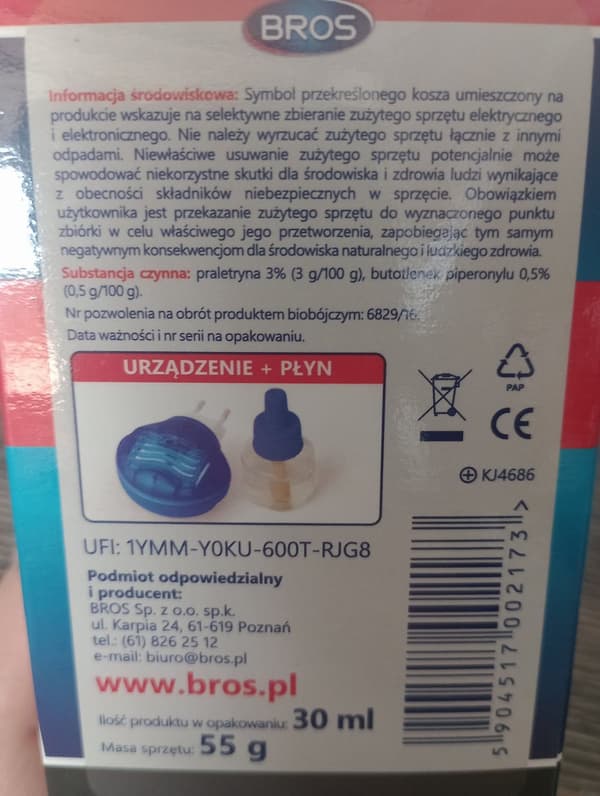 BROS
Informacja środowiskowa: Symbol przekreślonego kosza umieszczony na
produkcie wskazuje na selektywne zbieranie zużytego sprzętu elektrycznego
i elektronicznego. Nie należy wyrzucać zużytego sprzętu łącznie z innymi
odpadami. Niewłaściwe usuwanie zużytego sprzętu potencjalnie może
spowodować niekorzystne skutki dla środowiska i zdrowia ludzi wynikające
z obecności składników niebezpiecznych w sprzęcie. Obowiązkiem
użytkownika jest przekazanie zużytego sprzętu do wyznaczonego punktu
zbiórki w celu właściwego jego przetworzenia, zapobiegając tym samym
negatywnym konsekwencjom dla środowiska naturalnego i ludzkiego zdrowia.
Substancja czynna: praletryna 3% (3 g/100 g), butotlenek piperonylu 0,5%
(0,5 g/100 g).
Nr pozwolenia na obrót produktem biobójczym: 6829/16.
Data ważności i nr serii na opakowaniu.
URZĄDZENIE + PŁYN
PAP
CE
KJ4686
UFI: 1YMM-Y0KU-600T-RJG8
Podmiot odpowiedzialny
i producent:
BROS Sp. z o.o. sp.k.
ul. Karpia 24, 61-619 Poznań
tel.: (61) 826 25 12
e-mail: biuro@bros.pl
www.bros.pl
Ilość produktu w opakowaniu: 30 ml
Masa sprzętu: 55 g
5 904517 002173 >